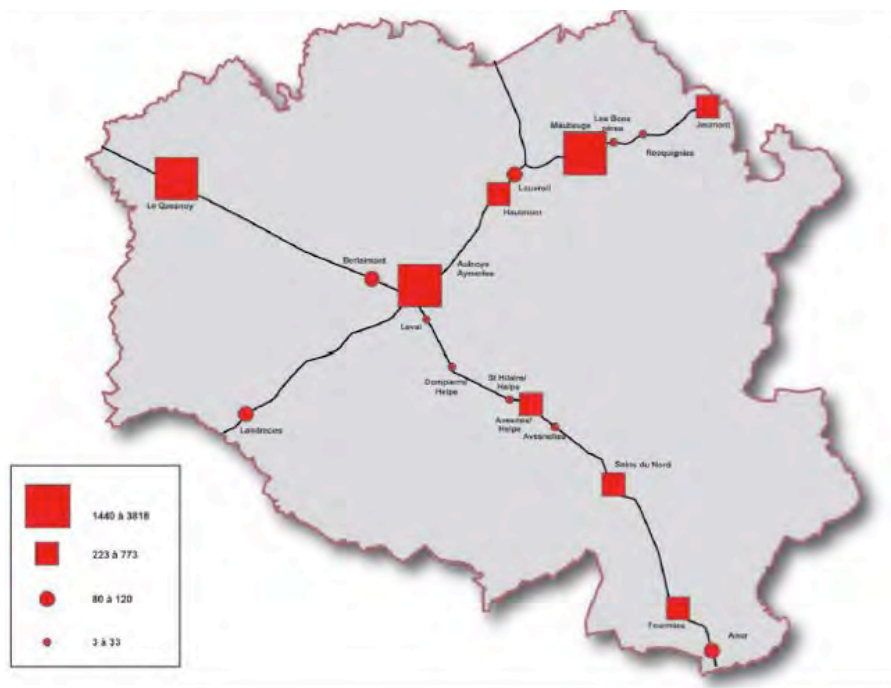 Maubeuge
Les Bons
pères
Jeumont
Recquignies
Louvroil
Hautmont
Le Quesnoy
Berlaimont
Aulnoye
Aymeries
Leval
Dompierre/
Helpe
St Hilaire/
Helpe
Avesnes/
Helpe
Avesnelles
Landrecies
Sains du Nord
Fourmies
Anor
1440 à 3818
223 à 773
80 à 120
3 à 33